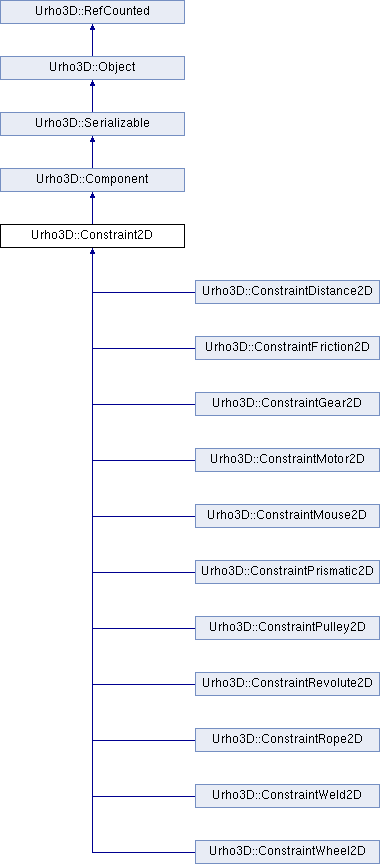 Urho3D::RefCounted
Urho3D::Object
Urho3D::Serializable
Urho3D::Component
Urho3D::Constraint2D
Urho3D::ConstraintDistance2D
Urho3D::ConstraintFriction2D
Urho3D::ConstraintGear2D
Urho3D::ConstraintMotor2D
Urho3D::ConstraintMouse2D
Urho3D::ConstraintPrismatic2D
Urho3D::ConstraintPulley2D
Urho3D::ConstraintRevolute2D
Urho3D::ConstraintRope2D
Urho3D::ConstraintWeld2D
Urho3D::ConstraintWheel2D